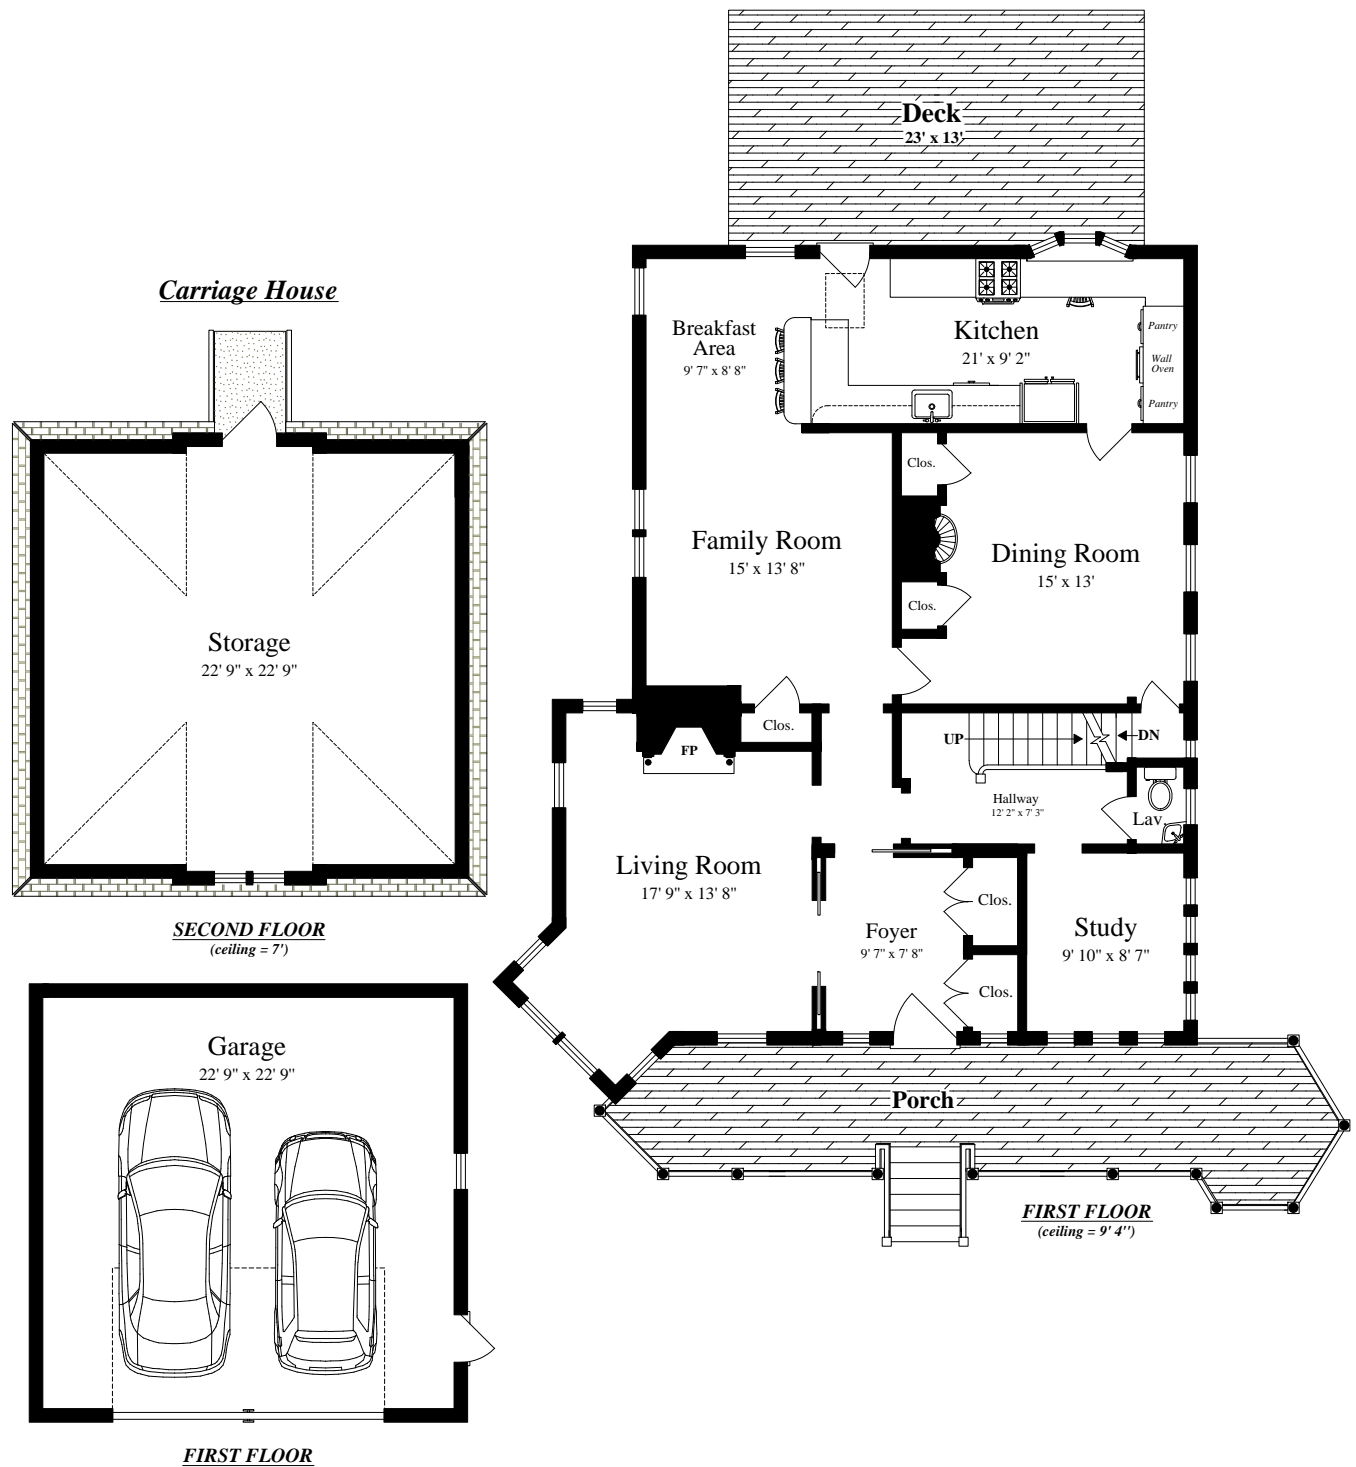 Deck
23' x 13'
Carriage House
Breakfast
Area
9' 7" x 8' 8"
Kitchen
21' x 9' 2"
Pantry
Wall
Oven
Pantry
Clos.
Family Room
15' x 13' 8"
Dining Room
15' x 13'
Clos.
Storage
22' 9" x 22' 9"
Clos.
FP
UP
DN
Hallway
12' 2" x 7' 3"
Lav.
Living Room
17' 9" x 13' 8"
Clos.
Foyer
9' 7" x 7' 8"
Study
9' 10" x 8' 7"
Clos.
SECOND FLOOR
(ceiling = 7')
Garage
22' 9" x 22' 9"
Porch
FIRST FLOOR
(ceiling = 9' 4")
FIRST FLOOR